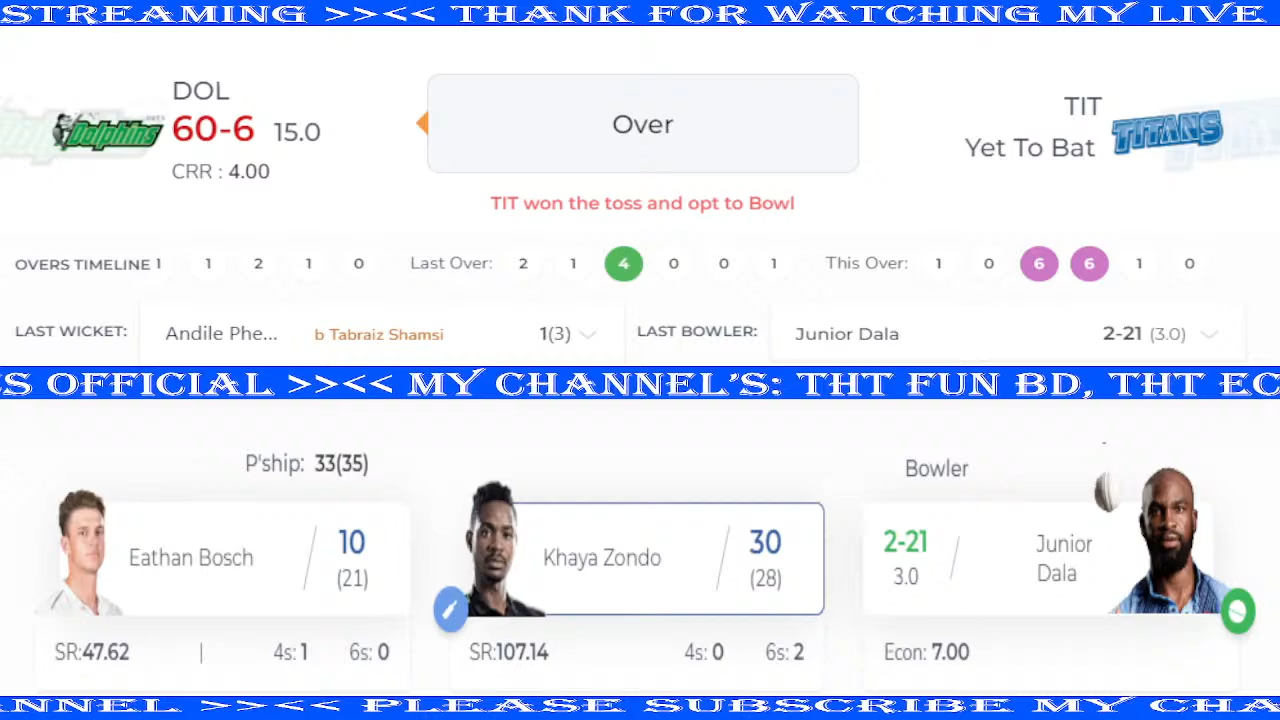 STREAMING >><< THANK FOR WATCHING MY LIVE
DOL
Dolphins
60-6 15.0
CRR : 4.00
Over
TIT
Yet To Bat
TITANS
TIT won the toss and opt to Bowl
OVERS TIMELINE 1 1 2 1 0 Last Over: 2 1 4 0 0 1 This Over: 1 0 6 6 1 0
LAST WICKET: Andile Phe... b Tabraiz Shamsi 1(3) LAST BOWLER: Junior Dala 2-21 (3.0)
ES OFFICIAL >><< MY CHANNEL'S: THT FUN BD, THT EC
P'ship: 33(35)
Bowler
Eathan Bosch 10 (21)
Khaya Zondo 30 (28)
2-21 3.0 Junior Dala
SR:47.62 | 4s: 1 6s: 0
SR:107.14 4s: 0 6s: 2
Econ: 7.00
NNEL >><< PLEASE SUBSCRIBE MY CHA